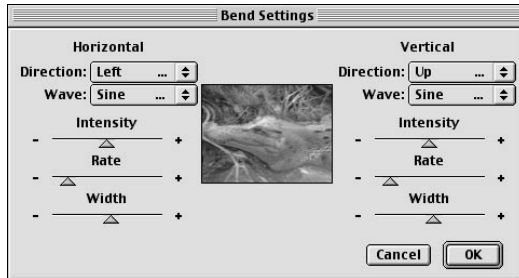 Bend Settings
Horizontal
Direction: Left ...
Wave: Sine ...
Intensity
- +
Rate
- +
Width
- +
Vertical
Direction: Up ...
Wave: Sine ...
Intensity
- +
Rate
- +
Width
- +
Cancel OK